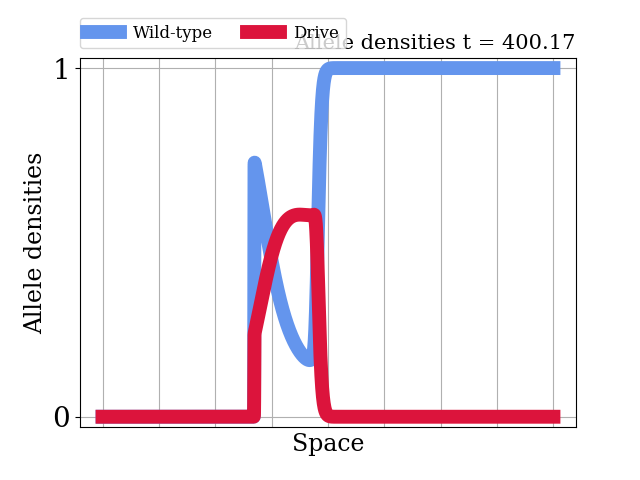 Wild-type Drive
Allele densities t = 400.17
1
Allele densities
0
Space